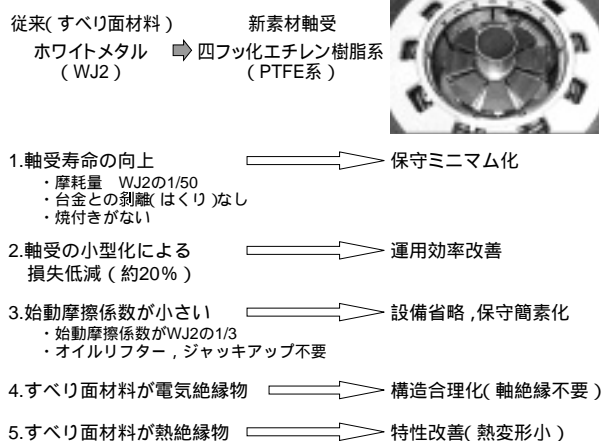 従来(すべり面材料) 新素材軸受
ホワイトメタル 四フッ化エチレン樹脂系
(WJ2) (PTFE系)
1.軸受寿命の向上 保守ミニマム化
・摩耗量 WJ2の1/50
・台金との剥離(はくり)なし
・焼付きがない
2.軸受の小型化による 運用効率改善
損失低減(約20%)
3.始動摩擦係数が小さい 設備省略,保守簡素化
・始動摩擦係数がWJ2の1/3
・オイルリフター,ジャッキアップ不要
4.すべり面材料が電気絶縁物 構造合理化(軸絶縁不要)
5.すべり面材料が熱絶縁物 特性改善(熱変形小)